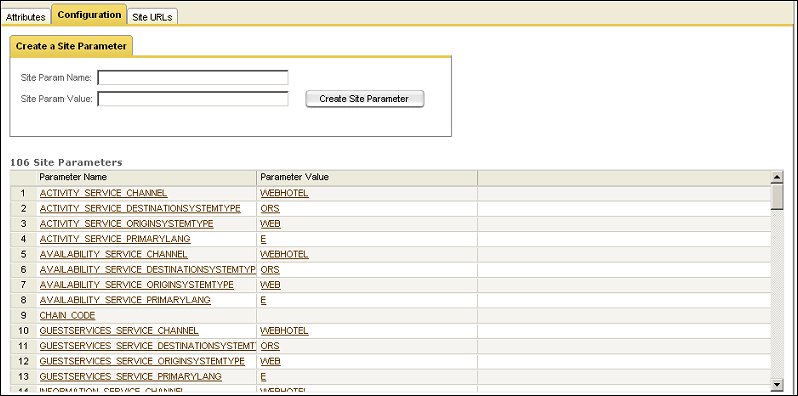 Attributes Configuration Site URLs
Create a Site Parameter
Site Param Name:
Site Param Value: Create Site Parameter
106 Site Parameters
Parameter Name Parameter Value
1 ACTIVITY_SERVICE_CHANNEL WEBHOTEL
2 ACTIVITY_SERVICE_DESTINATIONSYSTEMTYPE ORS
3 ACTIVITY_SERVICE_ORIGINSYSTEMTYPE WEB
4 ACTIVITY_SERVICE_PRIMARYLANG E
5 AVAILABILITY_SERVICE_CHANNEL WEBHOTEL
6 AVAILABILITY_SERVICE_DESTINATIONSYSTEMTYP ORS
7 AVAILABILITY_SERVICE_ORIGINSYSTEMTYPE WEB
8 AVAILABILITY_SERVICE_PRIMARYLANG E
9 CHAIN_CODE
10 GUESTSERVICES_SERVICE_CHANNEL WEBHOTEL
11 GUESTSERVICES_SERVICE_DESTINATIONSYSTEMT ORS
12 GUESTSERVICES_SERVICE_ORIGINSYSTEMTYPE WEB
13 GUESTSERVICES_SERVICE_PRIMARYLANG E
14 INFORMATION_SERVICE_CHANNEL WEBHOTEL